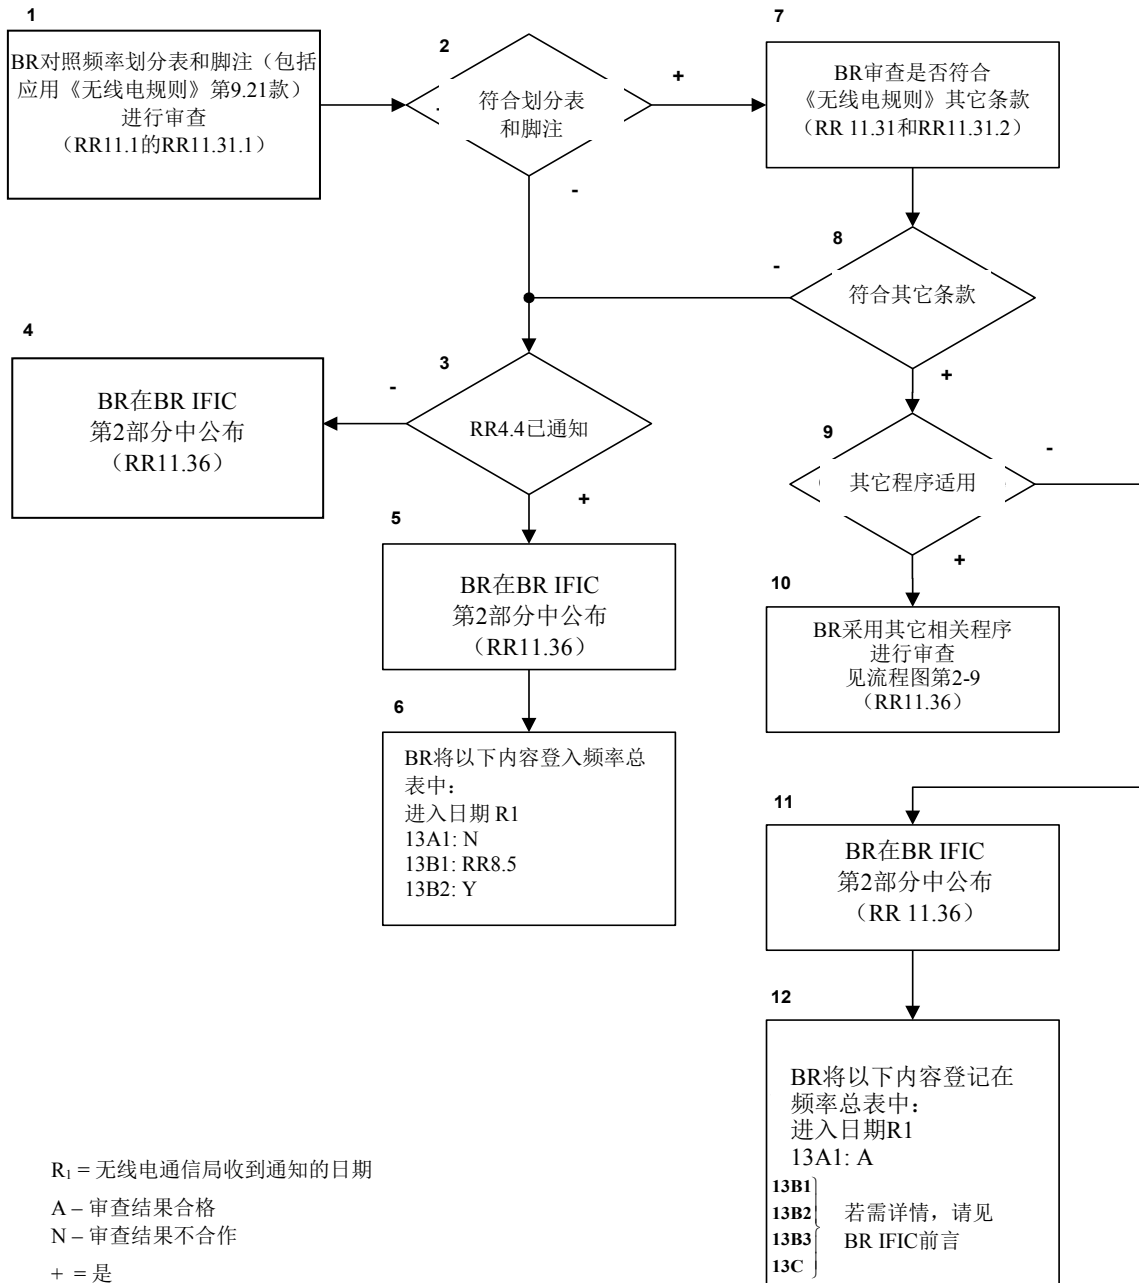 1
BR对照频率划分表和脚注（包括
应用《无线电规则》第9.21款）
进行审查
（RR11.1的RR11.31.1）
2
符合划分表
和脚注
+
-
7
BR审查是否符合
《无线电规则》其它条款
（RR 11.31和RR11.31.2）
8
符合其它条款
-
+
3
RR4.4已通知
-
+
4
BR在BR IFIC
第2部分中公布
（RR11.36）
9
其它程序适用
-
+
5
BR在BR IFIC
第2部分中公布
（RR11.36）
10
BR采用其它相关程序
进行审查
见流程图第2-9
（RR11.36）
6
BR将以下内容登入频率总
表中：
进入日期 R1
13A1: N
13B1: RR8.5
13B2: Y
11
BR在BR IFIC
第2部分中公布
（RR 11.36）
12
BR将以下内容登记在
频率总表中：
进入日期R1
13A1: A
13B1
13B2
13B3
13C
若需详情，请见
BR IFIC前言
R₁ = 无线电通信局收到通知的日期
A – 审查结果合格
N – 审查结果不合作
+ = 是